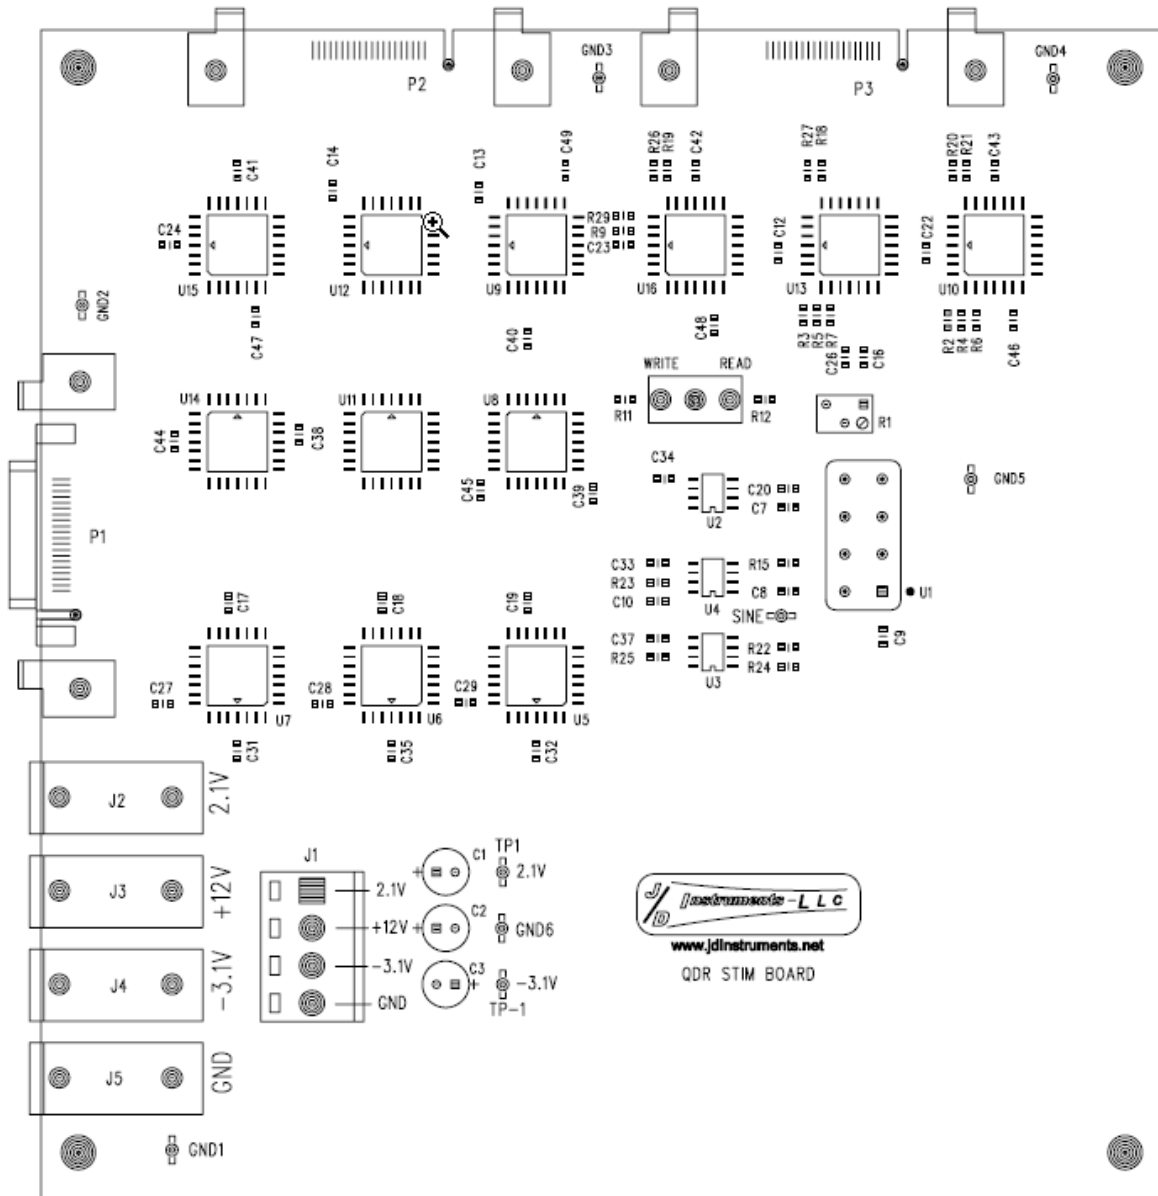 GND3
GND4
P2
P3
C41
C14
C13
C49
R26
R19
C42
R27
R18
R20
R21
C43
C24
R29
R9
C23
C12
C22
U15
U12
U9
U16
U13
U10
GND2
C47
C40
C48
R3
R5
R7
C26
C16
R2
R4
R6
C46
WRITE
READ
U14
U11
U8
R11
R12
R1
C44
C38
C45
C39
C34
C20
C7
U2
GND5
P1
C33
R23
C10
R15
C8
U4
SINE
U1
C17
C18
C19
C37
R25
R22
R24
U3
C9
C27
C28
C29
U7
U6
U5
C31
C35
C32
J2
2.1V
J3
+12V
J4
-3.1V
J5
GND
J1
2.1V
+12V
-3.1V
GND
+
C1
TP1
2.1V
+
C2
GND6
C3
+
-3.1V
TP-1
J/D Instruments-LLC
www.jdinstruments.net
QDR STIM BOARD
GND1